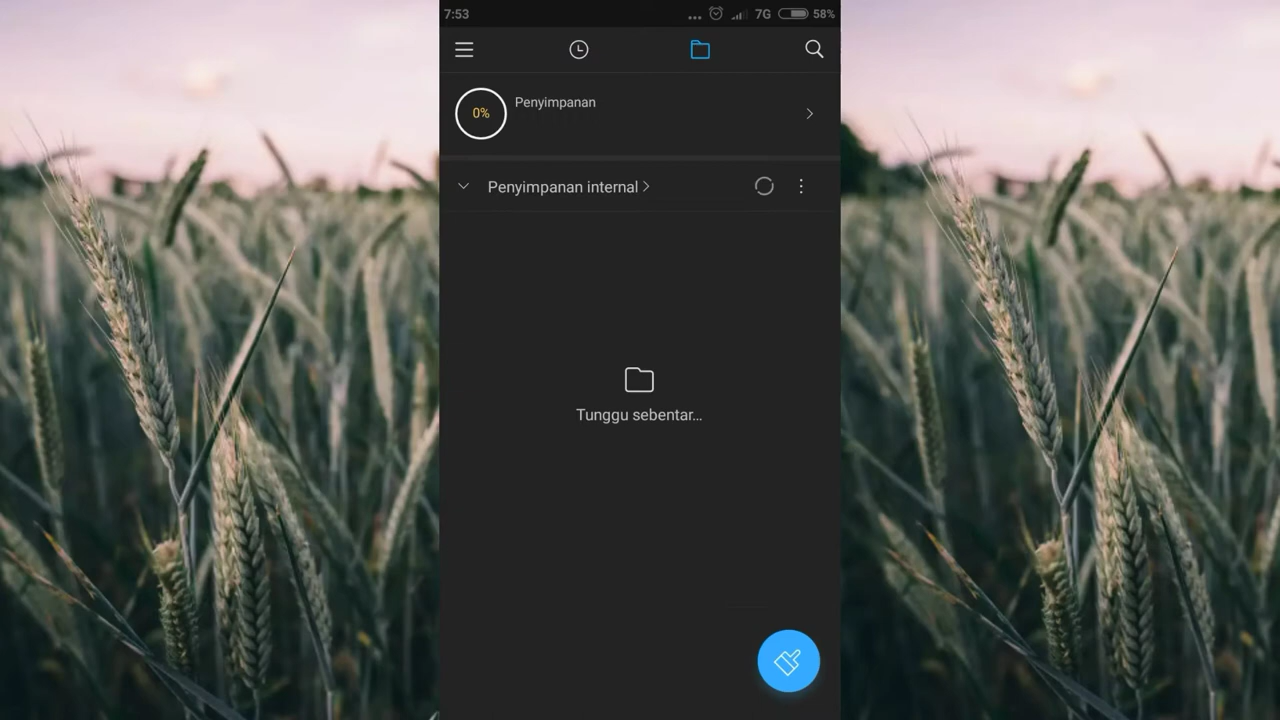 7:53
... 7G 58%
0%
Penyimpanan
Penyimpanan internal
Tunggu sebentar...